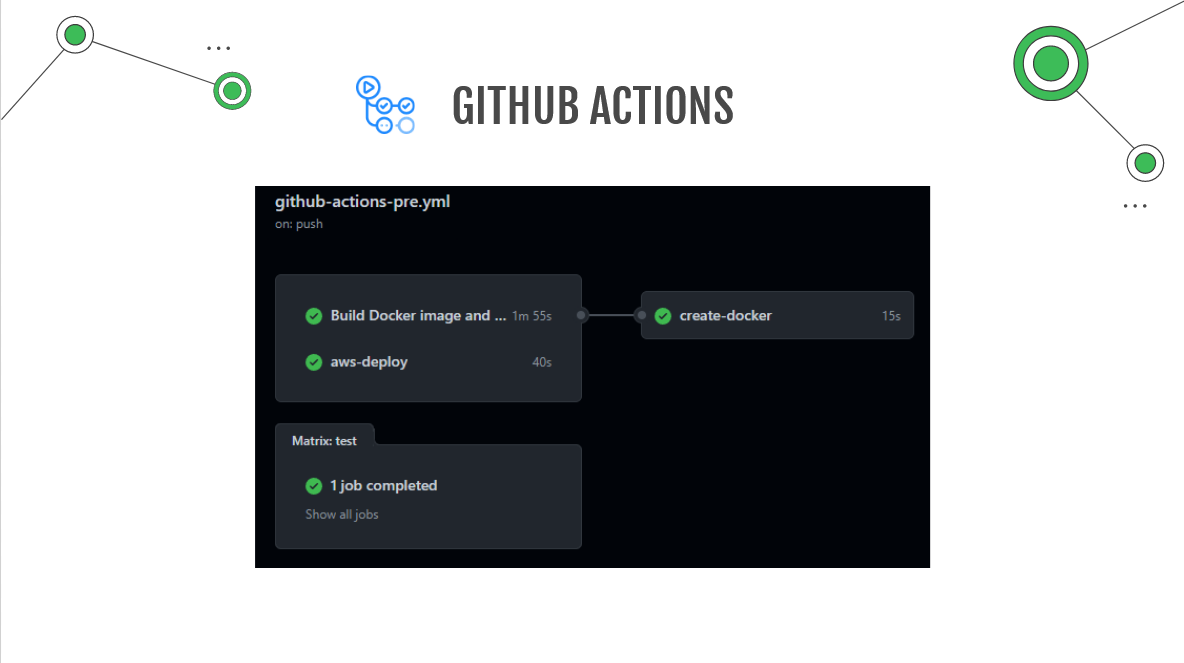 GITHUB ACTIONS
github-actions-pre.yml
on: push
Build Docker image and ... 1m 55s
aws-deploy 40s
create-docker 15s
Matrix: test
1 job completed
Show all jobs